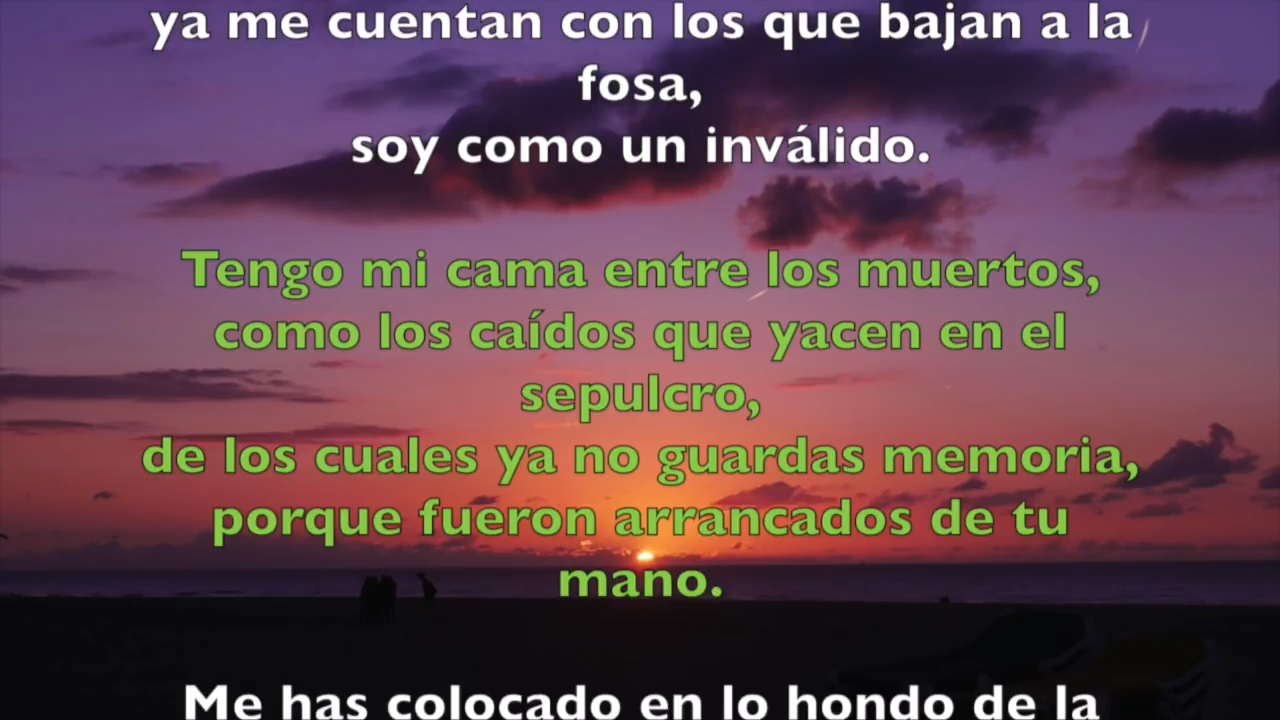 ya me cuentan con los que bajan a la
fosa,
soy como un inválido.
Tengo mi cama entre los muertos,
como los caídos que yacen en el
sepulcro,
de los cuales ya no guardas memoria,
porque fueron arrancados de tu
mano.
Me has colocado en lo hondo de la